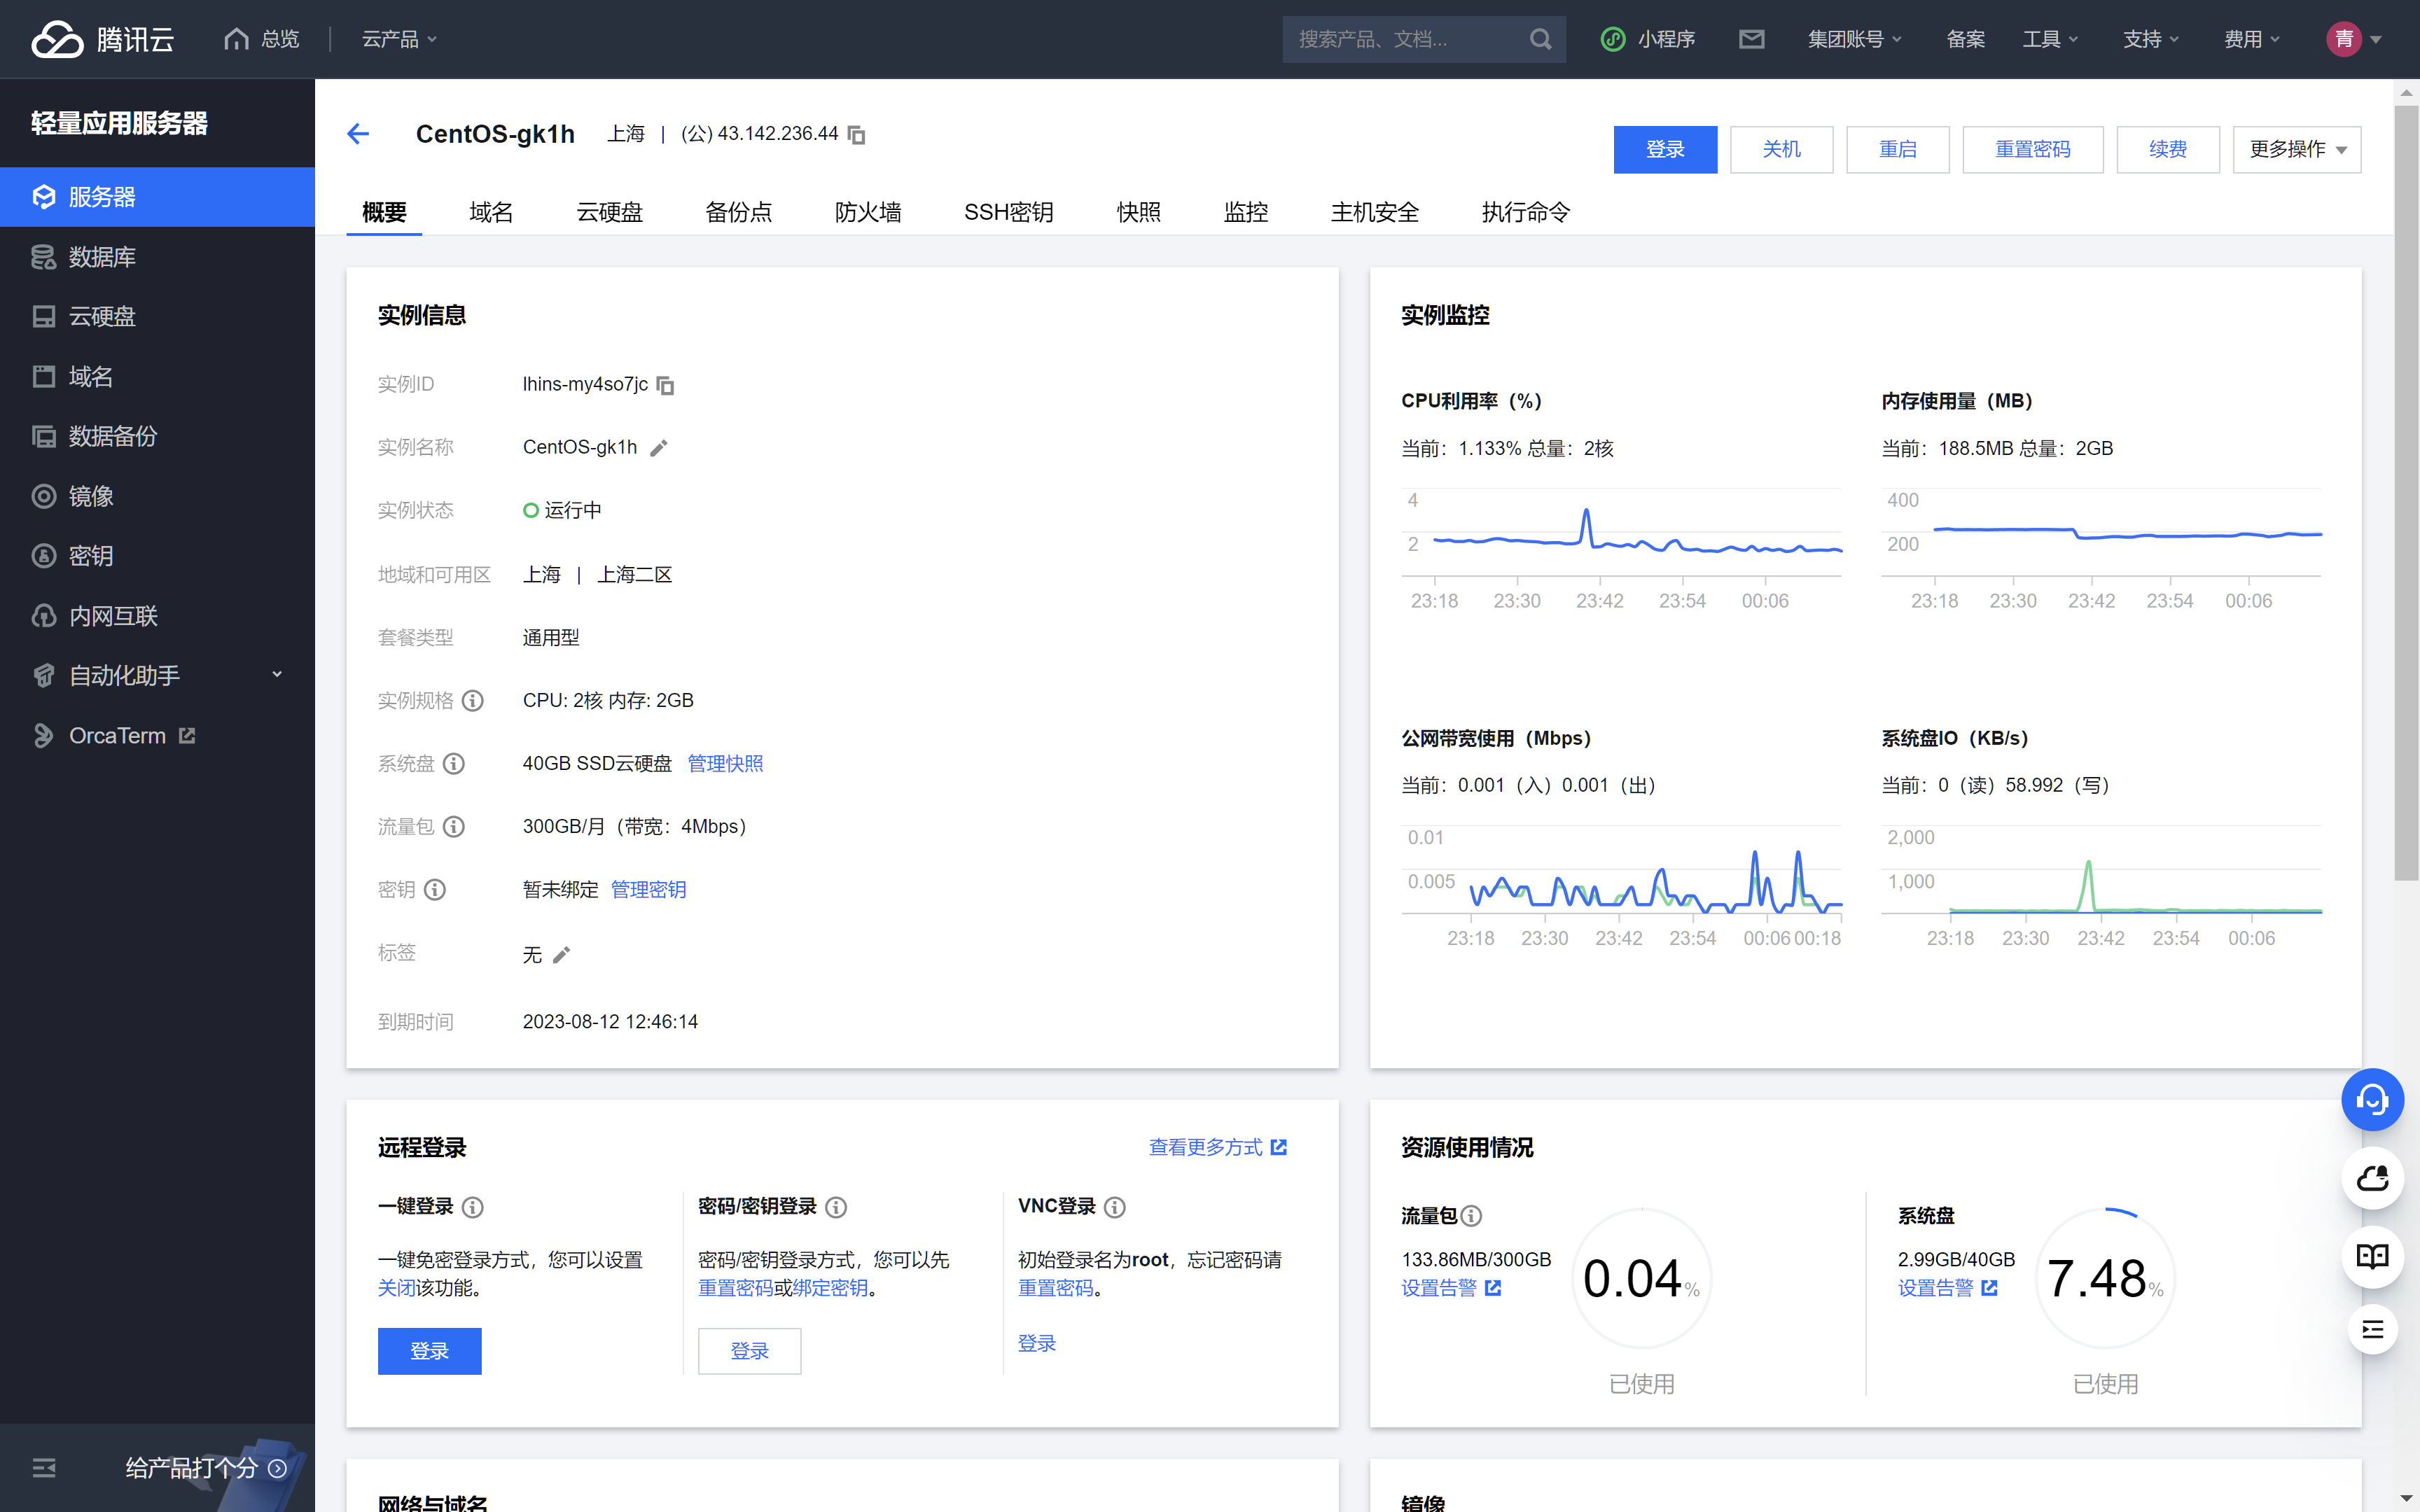 腾讯云
总览
云产品
搜索产品、文档...
小程序
集团账号
备案
工具
支持
费用
青
轻量应用服务器
服务器
数据库
云硬盘
域名
数据备份
镜像
密钥
内网互联
自动化助手
OrcaTerm
给产品打个分
CentOS-gk1h
上海 | (公) 43.142.236.44
登录
关机
重启
重置密码
续费
更多操作
概要
域名
云硬盘
备份点
防火墙
SSH密钥
快照
监控
主机安全
执行命令
实例信息
实例ID lhins-my4so7jc
实例名称 CentOS-gk1h
实例状态 运行中
地域和可用区 上海 | 上海二区
套餐类型 通用型
实例规格 CPU: 2核 内存: 2GB
系统盘 40GB SSD云硬盘 管理快照
流量包 300GB/月（带宽：4Mbps）
密钥 暂未绑定 管理密钥
标签 无
到期时间 2023-08-12 12:46:14
实例监控
CPU利用率（%）
当前：1.133% 总量：2核
4
2
23:18 23:30 23:42 23:54 00:06
内存使用量（MB）
当前：188.5MB 总量：2GB
400
200
23:18 23:30 23:42 23:54 00:06
公网带宽使用（Mbps）
当前：0.001（入）0.001（出）
0.01
0.005
23:18 23:30 23:42 23:54 00:06 00:18
系统盘IO（KB/s）
当前：0（读）58.992（写）
2,000
1,000
23:18 23:30 23:42 23:54 00:06
远程登录
查看更多方式
一键登录
一键免密登录方式，您可以设置
关闭该功能。
登录
密码/密钥登录
密码/密钥登录方式，您可以先
重置密码或绑定密钥。
登录
VNC登录
初始登录名为root，忘记密码请
重置密码。
登录
资源使用情况
流量包
133.86MB/300GB
设置告警
0.04%
已使用
系统盘
2.99GB/40GB
设置告警
7.48%
已使用
网络与域名
镜像